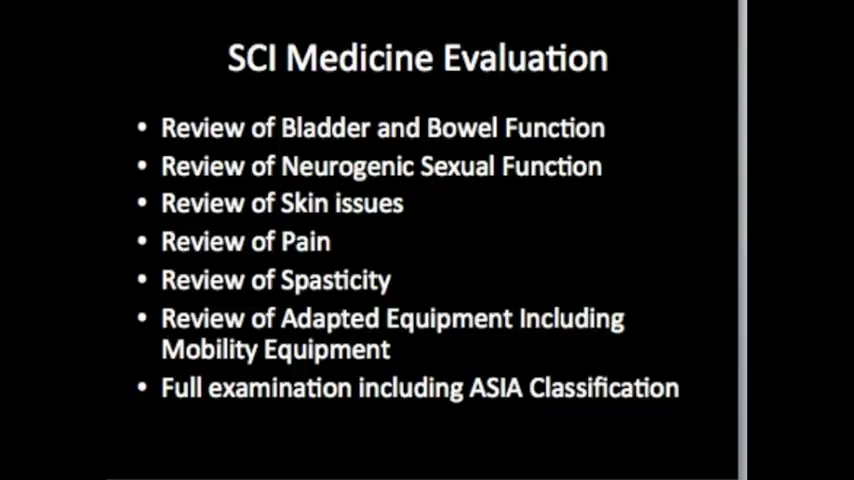 SCI Medicine Evaluation
• Review of Bladder and Bowel Function
• Review of Neurogenic Sexual Function
• Review of Skin issues
• Review of Pain
• Review of Spasticity
• Review of Adapted Equipment Including
Mobility Equipment
• Full examination including ASIA Classification